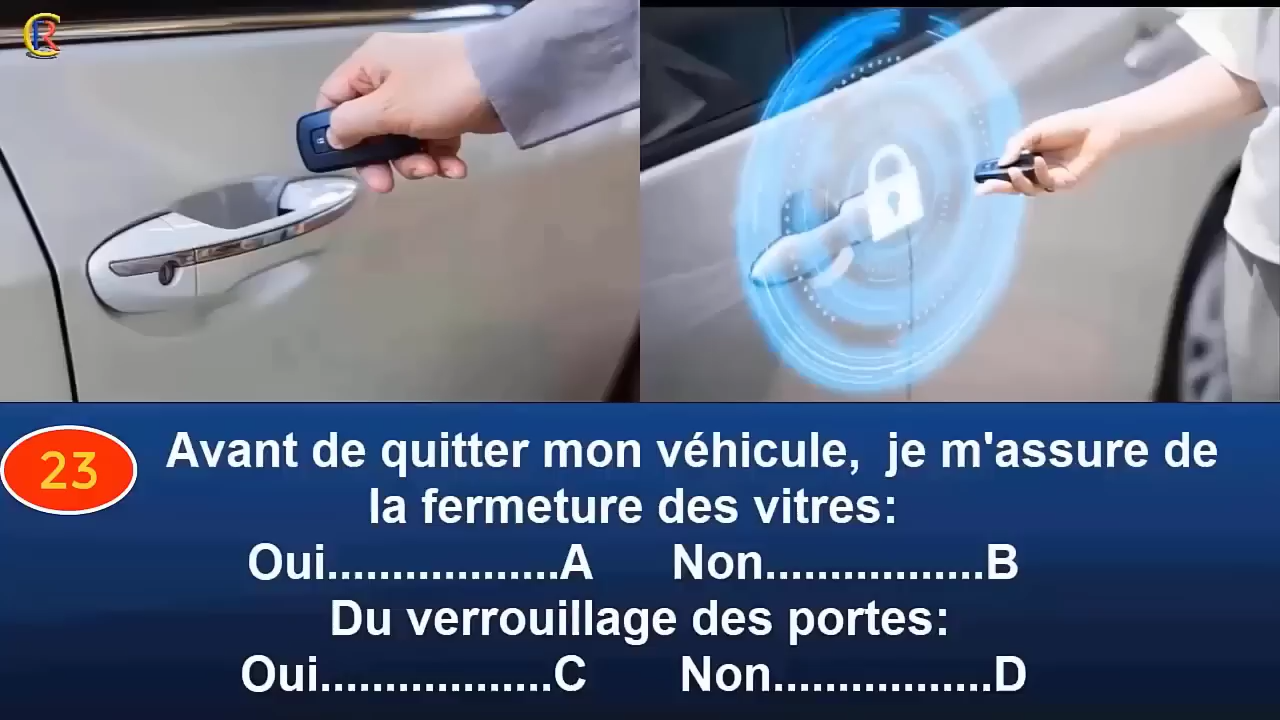 23
Avant de quitter mon véhicule, je m'assure de
la fermeture des vitres:
Oui..................A Non.................B
Du verrouillage des portes:
Oui..................C Non.................D